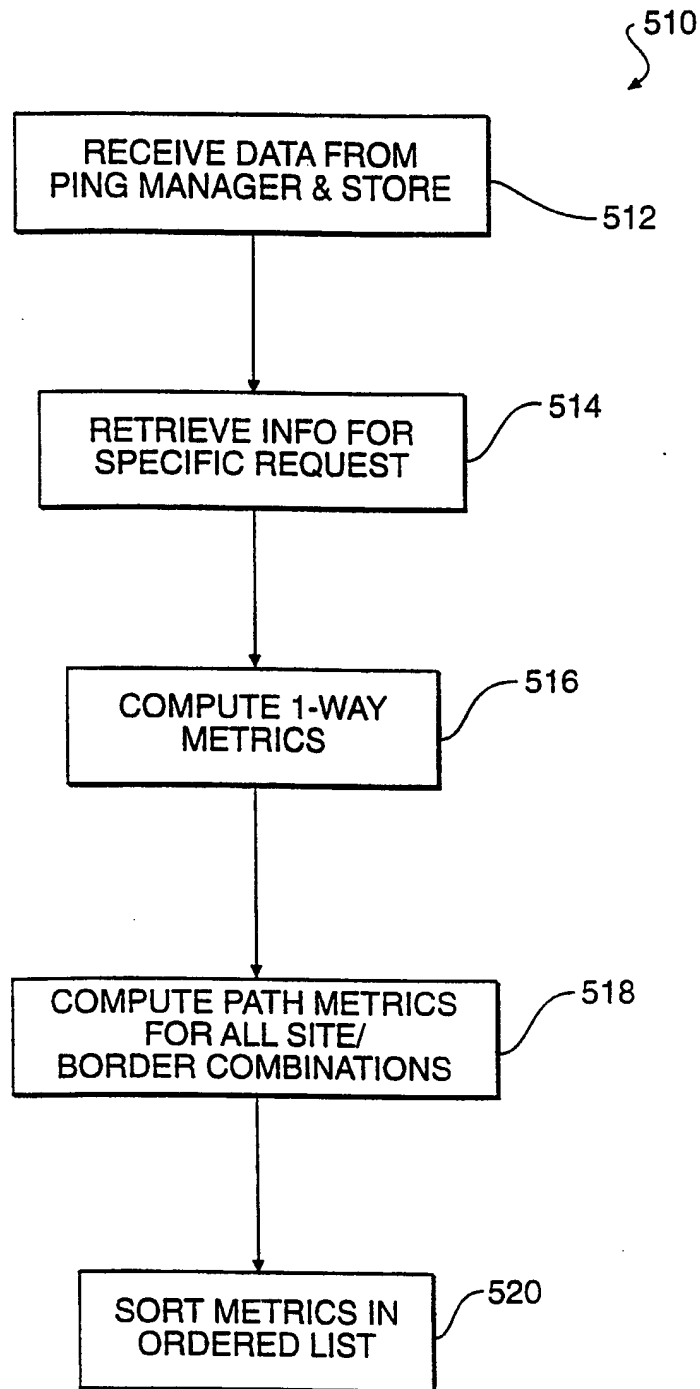 510
RECEIVE DATA FROM
PING MANAGER & STORE
512
RETRIEVE INFO FOR
SPECIFIC REQUEST
514
COMPUTE 1-WAY
METRICS
516
COMPUTE PATH METRICS
FOR ALL SITE/
BORDER COMBINATIONS
518
SORT METRICS IN
ORDERED LIST
520